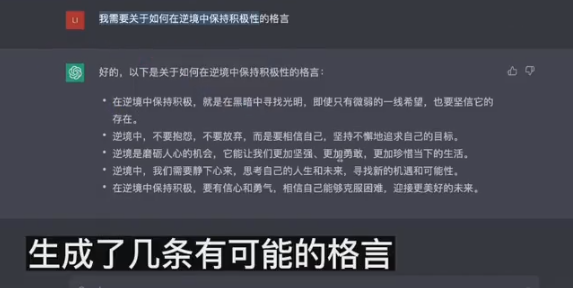 LI
我需要关于如何在逆境中保持积极性的格言
好的，以下是关于如何在逆境中保持积极性的格言：
• 在逆境中保持积极，就是在黑暗中寻找光明，即使只有微弱的一线希望，也要坚信它的
存在。
• 逆境中，不要抱怨，不要放弃，而是要相信自己，坚持不懈地追求自己的目标。
• 逆境是磨砺人心的机会，它能让我们更加坚强、更加勇敢，更加珍惜当下的生活。
• 逆境中，我们需要静下心来，思考自己的人生和未来，寻找新的机遇和可能性。
• 在逆境中保持积极，要有信心和勇气，相信自己能够克服困难，迎接更美好的未来。
生成了几条有可能的格言